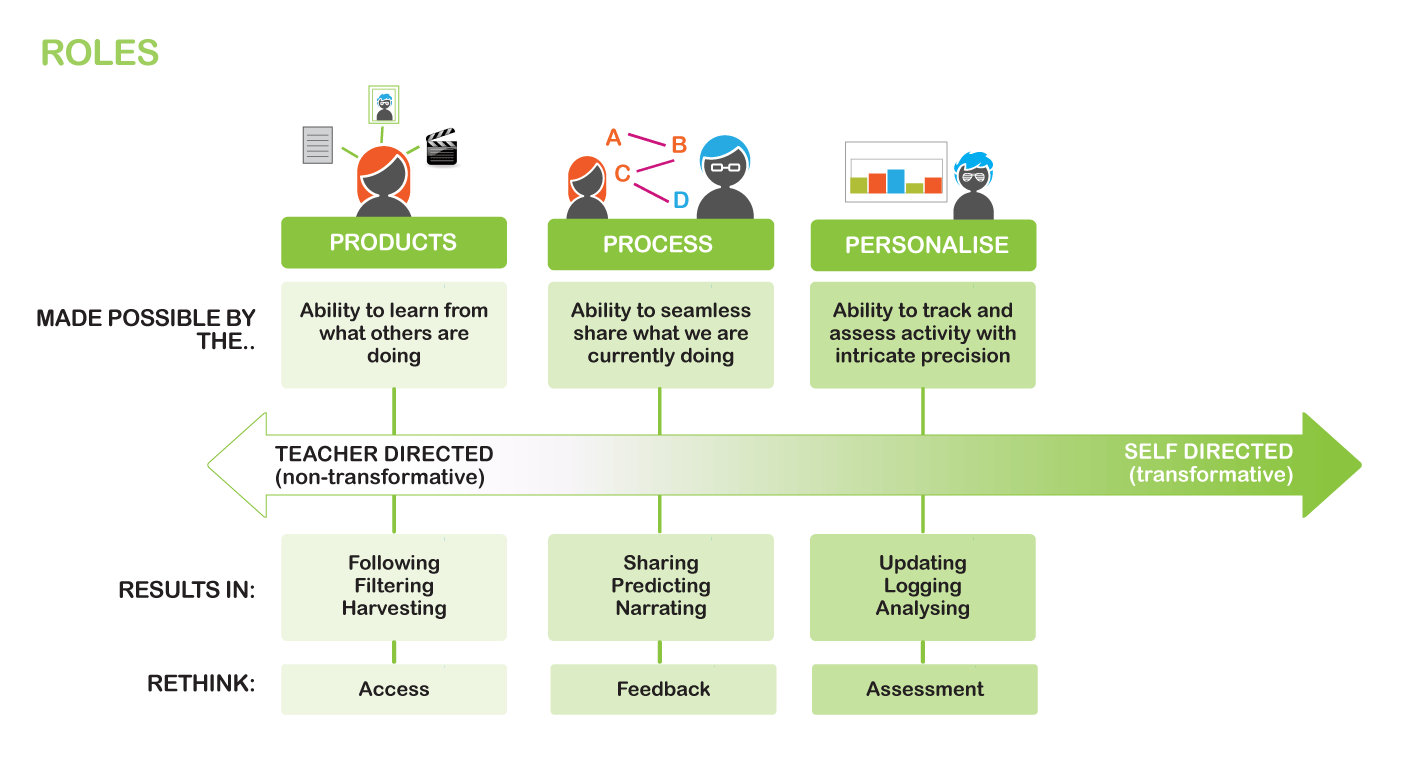 ROLES
A
B
C
D
PRODUCTS
PROCESS
PERSONALISE
MADE POSSIBLE BY
THE..
Ability to learn from
what others are
doing
Ability to seamless
share what we are
currently doing
Ability to track and
assess activity with
intricate precision
TEACHER DIRECTED
(non-transformative)
SELF DIRECTED
(transformative)
RESULTS IN:
Following
Filtering
Harvesting
Sharing
Predicting
Narrating
Updating
Logging
Analysing
RETHINK:
Access
Feedback
Assessment